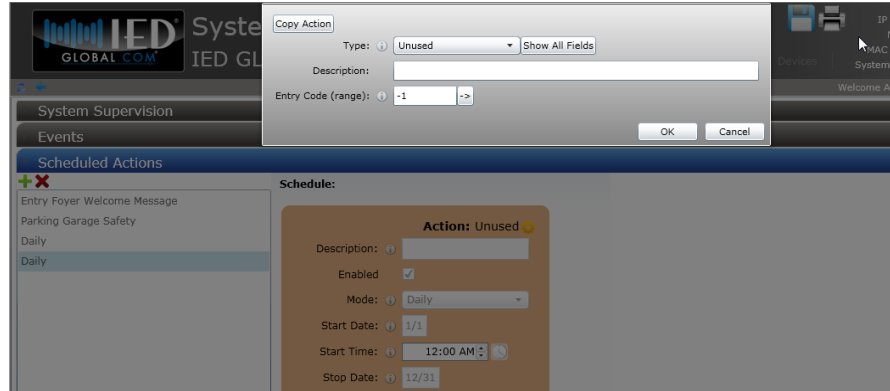 IED
GLOBAL COM
Syste
IED GL
Copy Action
Type: Unused Show All Fields
Description:
Entry Code (range): -1 ->
OK Cancel
IP
MAC
Devices
System
Welcome A
System Supervision
Events
Scheduled Actions
Entry Foyer Welcome Message
Parking Garage Safety
Daily
Daily
Schedule:
Action: Unused
Description:
Enabled
Mode: Daily
Start Date: 1/1
Start Time: 12:00 AM
Stop Date: 12/31